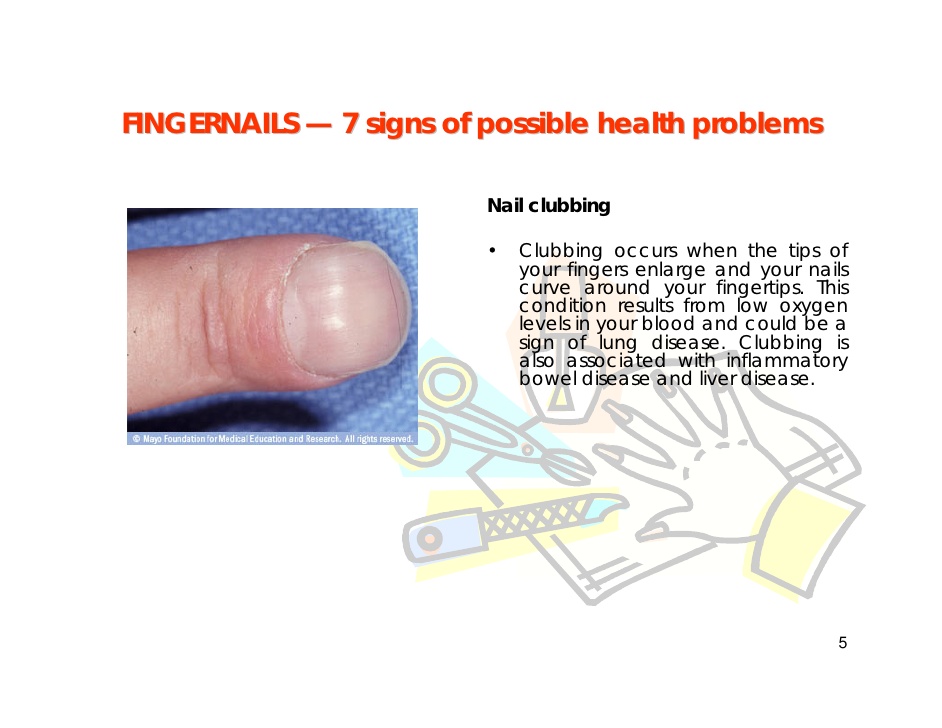 FINGERNAILS — 7 signs of possible health problems
Nail clubbing
• Clubbing occurs when the tips of
your fingers enlarge and your nails
curve around your fingertips. This
condition results from low oxygen
levels in your blood and could be a
sign of lung disease. Clubbing is
also associated with inflammatory
bowel disease and liver disease.
© Mayo Foundation for Medical Education and Research. All rights reserved.
5